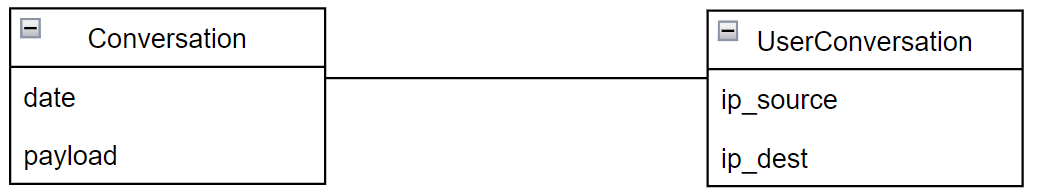 Conversation
date
payload
UserConversation
ip_source
ip_dest